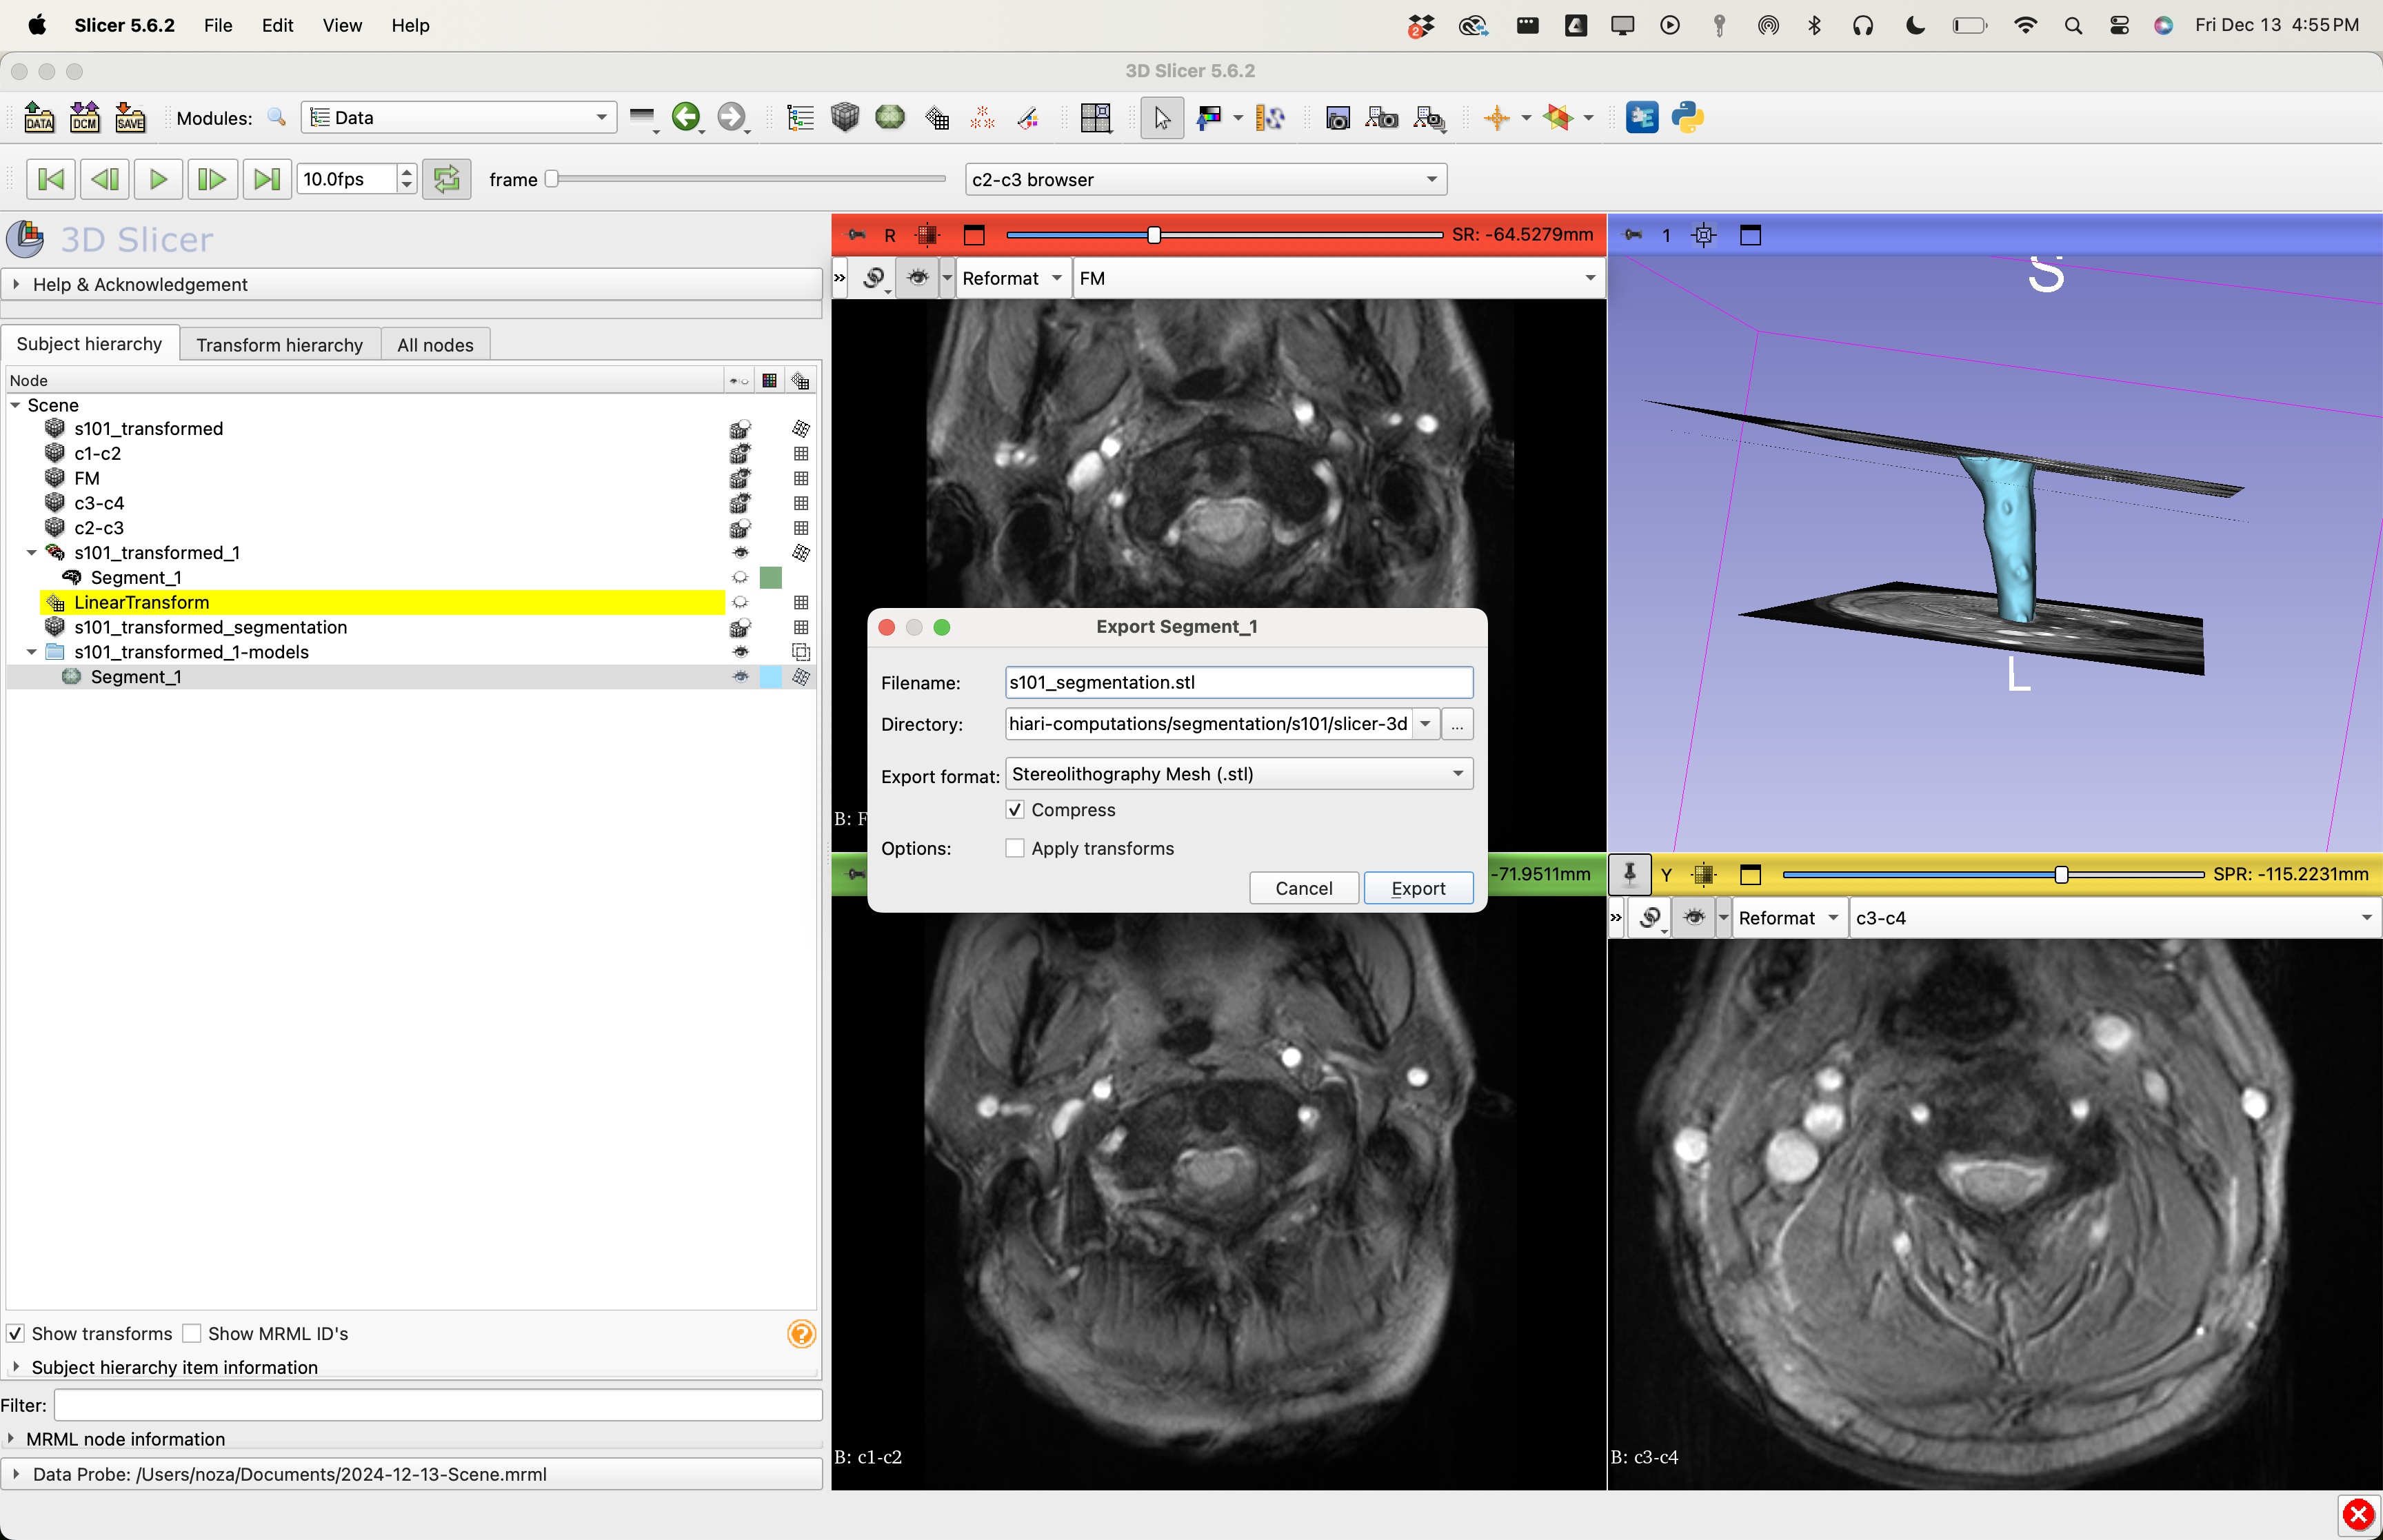 Slicer 5.6.2 File Edit View Help
2
Fri Dec 13 4:55 PM
3D Slicer 5.6.2
DATA DCM SAVE Modules: Data
10.0fps frame c2-c3 browser
3D Slicer
Help & Acknowledgement
Subject hierarchy Transform hierarchy All nodes
Node
Scene
s101_transformed
c1-c2
FM
c3-c4
c2-c3
s101_transformed_1
Segment_1
LinearTransform
s101_transformed_segmentation
s101_transformed_1-models
Segment_1
Show transforms Show MRML ID's
Subject hierarchy item information
Filter:
MRML node information
Data Probe: /Users/noza/Documents/2024-12-13-Scene.mrml
R SR: -64.5279mm
Reformat FM
B: F
1
S
L
Export Segment_1
Filename: s101_segmentation.stl
Directory: hiari-computations/segmentation/s101/slicer-3d ...
Export format: Stereolithography Mesh (.stl)
Compress
Options: Apply transforms
Cancel Export
-71.9511mm
B: c1-c2
Y SPR: -115.2231mm
Reformat c3-c4
B: c3-c4